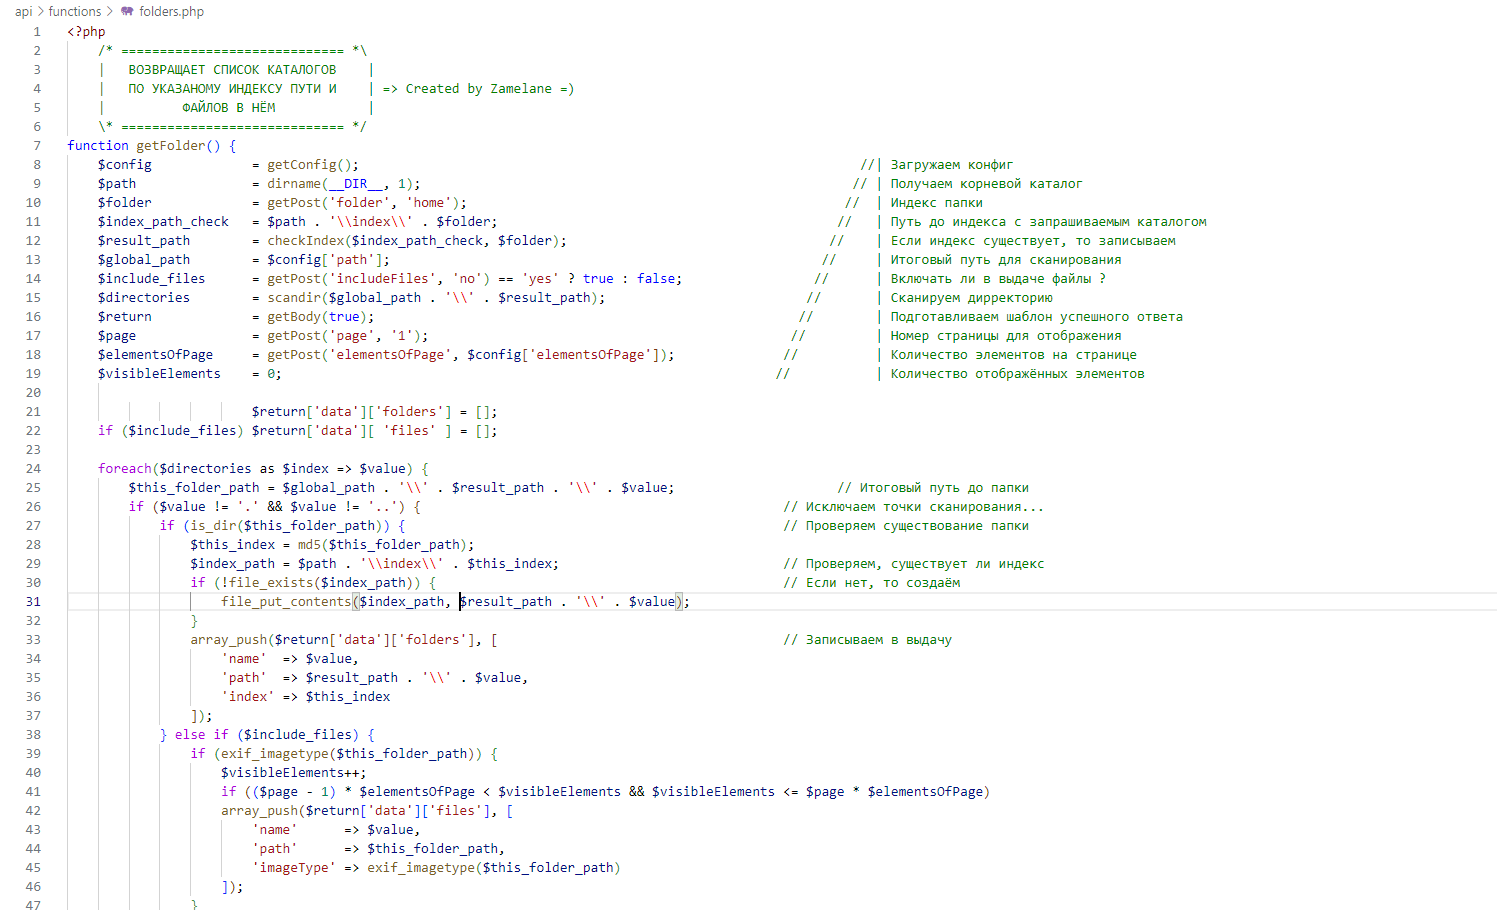 api > functions > folders.php
1 <?php
2 /* ============================= *\
3 | ВОЗВРАЩАЕТ СПИСОК КАТАЛОГОВ |
4 | ПО УКАЗАНОМУ ИНДЕКСУ ПУТИ И | => Created by Zamelane =)
5 | ФАЙЛОВ В НЁМ |
6 \* ============================= */
7 function getFolder() {
8 $config = getConfig(); //| Загружаем конфиг
9 $path = dirname(__DIR__, 1); // | Получаем корневой каталог
10 $folder = getPost('folder', 'home'); // | Индекс папки
11 $index_path_check = $path . '\\index\\' . $folder; // | Путь до индекса с запрашиваемым каталогом
12 $result_path = checkIndex($index_path_check, $folder); // | Если индекс существует, то записываем
13 $global_path = $config['path']; // | Итоговый путь для сканирования
14 $include_files = getPost('includeFiles', 'no') == 'yes' ? true : false; // | Включать ли в выдаче файлы ?
15 $directories = scandir($global_path . '\\' . $result_path); // | Сканируем дирректорию
16 $return = getBody(true); // | Подготавливаем шаблон успешного ответа
17 $page = getPost('page', '1'); // | Номер страницы для отображения
18 $elementsOfPage = getPost('elementsOfPage', $config['elementsOfPage']); // | Количество элементов на странице
19 $visibleElements = 0; // | Количество отображённых элементов
20
21 $return['data']['folders'] = [];
22 if ($include_files) $return['data'][ 'files' ] = [];
23
24 foreach($directories as $index => $value) {
25 $this_folder_path = $global_path . '\\' . $result_path . '\\' . $value; // Итоговый путь до папки
26 if ($value != '.' && $value != '..') { // Исключаем точки сканирования...
27 if (is_dir($this_folder_path)) { // Проверяем существование папки
28 $this_index = md5($this_folder_path);
29 $index_path = $path . '\\index\\' . $this_index; // Проверяем, существует ли индекс
30 if (!file_exists($index_path)) { // Если нет, то создаём
31 file_put_contents($index_path, $result_path . '\\' . $value);
32 }
33 array_push($return['data']['folders'], [ // Записываем в выдачу
34 'name' => $value,
35 'path' => $result_path . '\\' . $value,
36 'index' => $this_index
37 ]);
38 } else if ($include_files) {
39 if (exif_imagetype($this_folder_path)) {
40 $visibleElements++;
41 if (($page - 1) * $elementsOfPage < $visibleElements && $visibleElements <= $page * $elementsOfPage)
42 array_push($return['data']['files'], [
43 'name' => $value,
44 'path' => $this_folder_path,
45 'imageType' => exif_imagetype($this_folder_path)
46 ]);
47 }